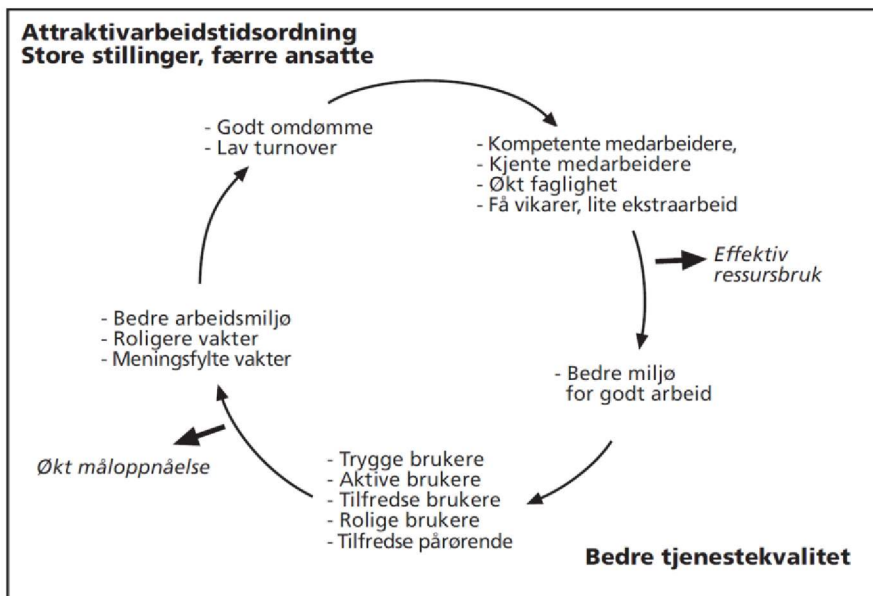 Attraktivarbeidstidsordning
Store stillinger, færre ansatte
- Godt omdømme
- Lav turnover
- Kompetente medarbeidere,
- Kjente medarbeidere
- Økt faglighet
- Få vikarer, lite ekstraarbeid
Effektiv
ressursbruk
- Bedre miljø
for godt arbeid
- Trygge brukere
- Aktive brukere
- Tilfredse brukere
- Rolige brukere
- Tilfredse pårørende
Økt måloppnåelse
- Bedre arbeidsmiljø
- Roligere vakter
- Meningsfylte vakter
Bedre tjenestekvalitet